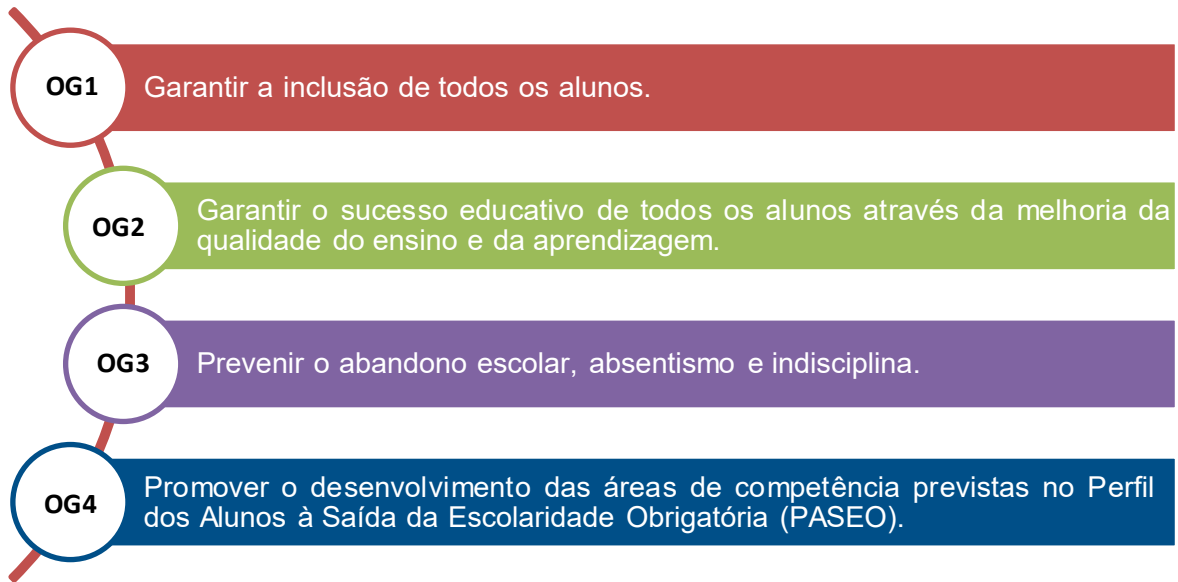 OG1
Garantir a inclusão de todos os alunos.
OG2
Garantir o sucesso educativo de todos os alunos através da melhoria da
qualidade do ensino e da aprendizagem.
OG3
Prevenir o abandono escolar, absentismo e indisciplina.
OG4
Promover o desenvolvimento das áreas de competência previstas no Perfil
dos Alunos à Saída da Escolaridade Obrigatória (PASEO).